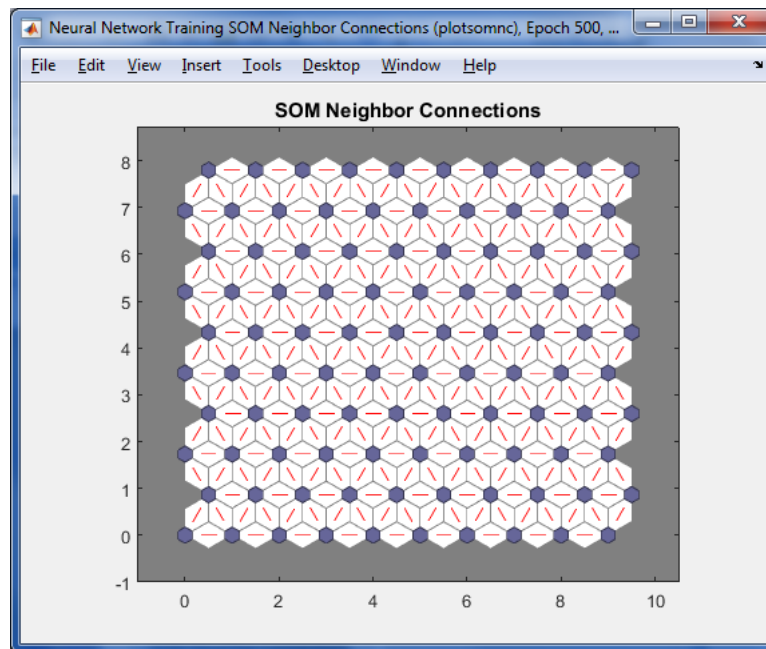 Neural Network Training SOM Neighbor Connections (plotsomnc), Epoch 500, ...
File Edit View Insert Tools Desktop Window Help
SOM Neighbor Connections
8
7
6
5
4
3
2
1
0
-1
0 2 4 6 8 10